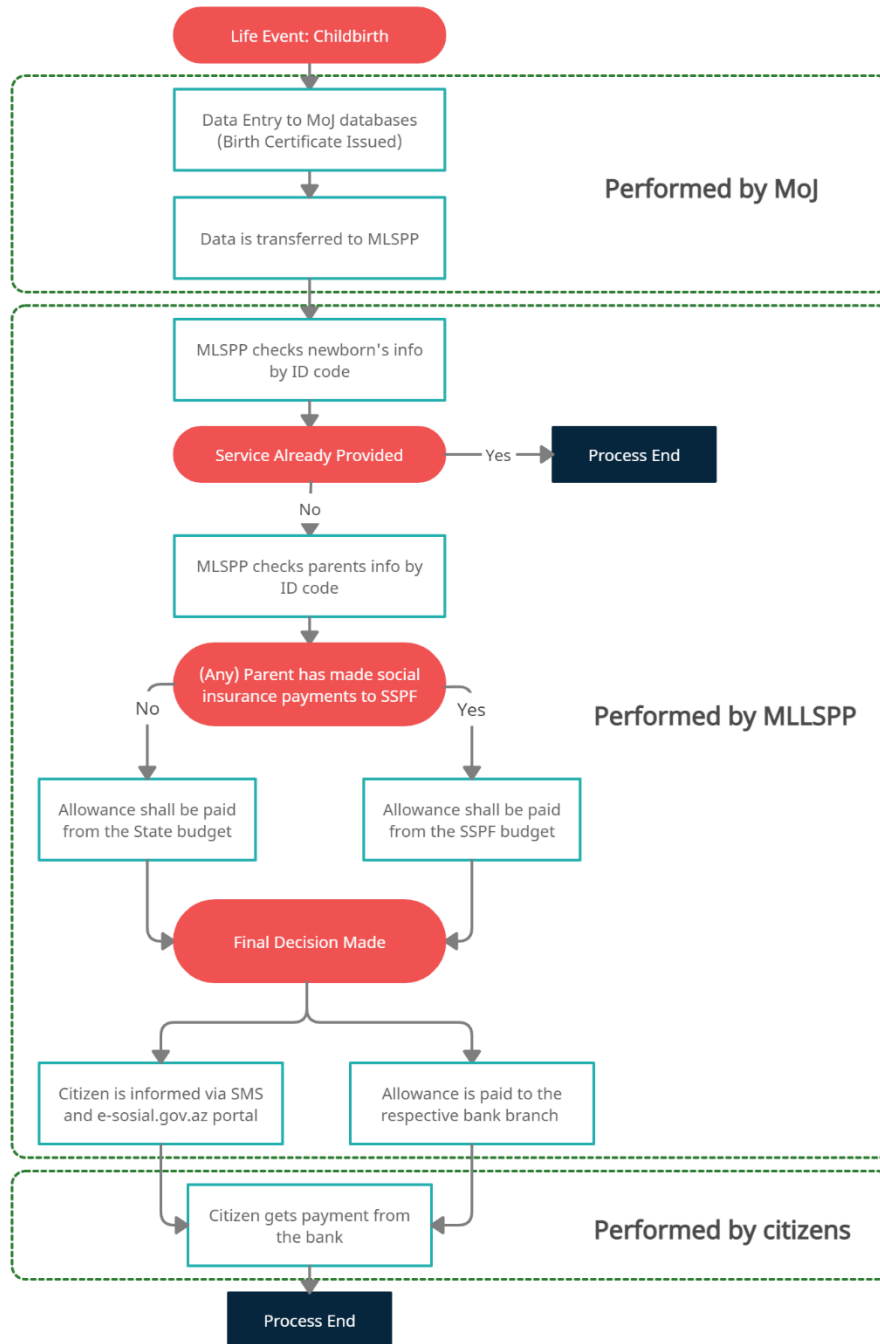 Life Event: Childbirth
Data Entry to MoJ databases
(Birth Certificate Issued)
Performed by MoJ
Data is transferred to MLSPP
MLSPP checks newborn's info
by ID code
Service Already Provided
Yes
Process End
No
MLSPP checks parents info by
ID code
(Any) Parent has made social
insurance payments to SSPF
No
Yes
Performed by MLLSPP
Allowance shall be paid
from the State budget
Allowance shall be paid
from the SSPF budget
Final Decision Made
Citizen is informed via SMS
and e-sosial.gov.az portal
Allowance is paid to the
respective bank branch
Citizen gets payment from
the bank
Performed by citizens
Process End